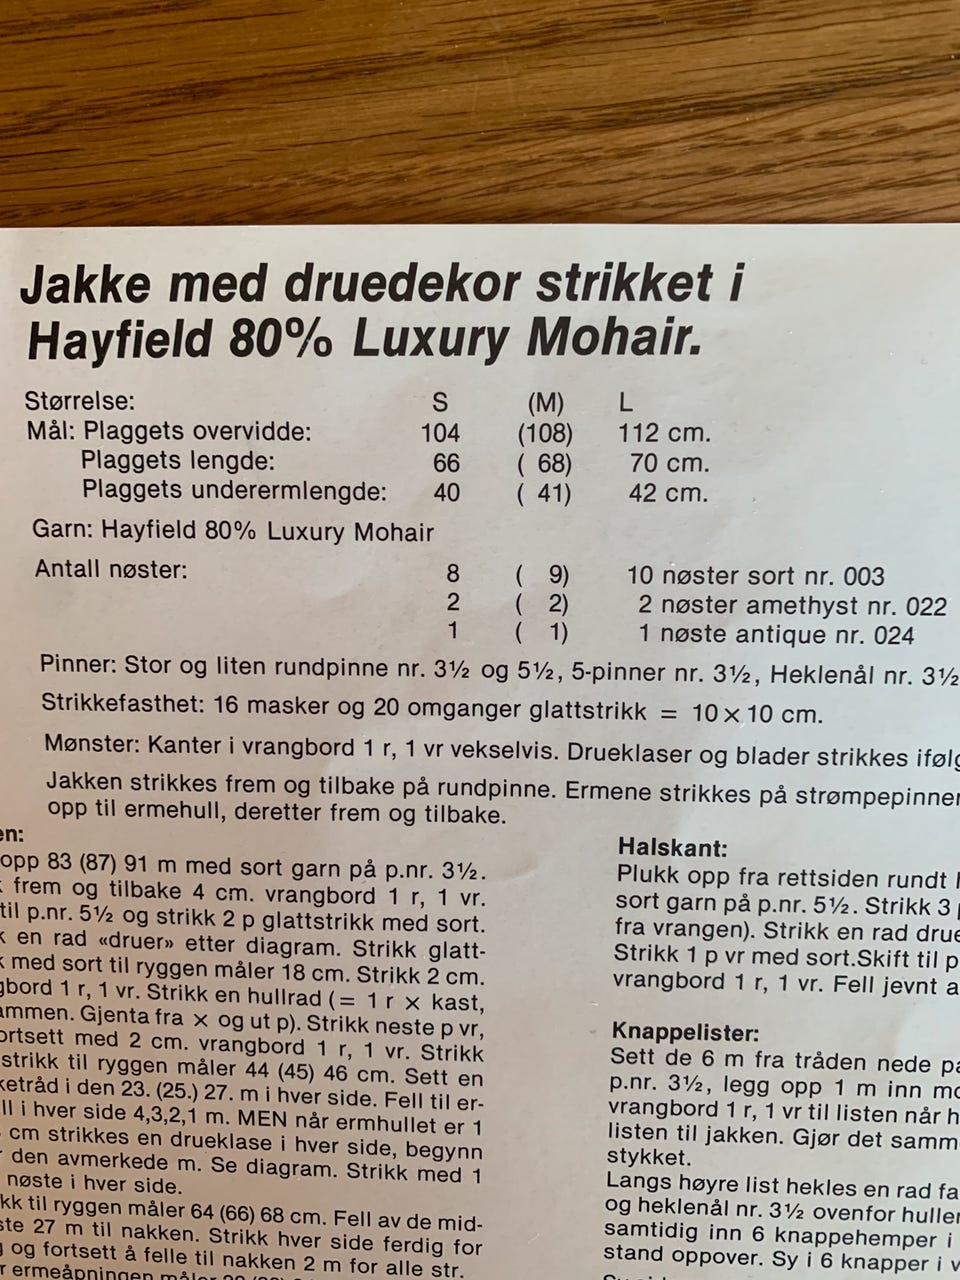 Jakke med druedekor strikket i
Hayfield 80% Luxury Mohair.
Størrelse: S (M) L
Mål: Plaggets overvidde: 104 (108) 112 cm.
Plaggets lengde: 66 ( 68) 70 cm.
Plaggets underermlengde: 40 ( 41) 42 cm.
Garn: Hayfield 80% Luxury Mohair
Antall nøster: 8 ( 9) 10 nøster sort nr. 003
2 ( 2) 2 nøster amethyst nr. 022
1 ( 1) 1 nøste antique nr. 024
Pinner: Stor og liten rundpinne nr. 3½ og 5½, 5-pinner nr. 3½, Heklenål nr. 3½
Strikkefasthet: 16 masker og 20 omganger glattstrikk = 10 × 10 cm.
Mønster: Kanter i vrangbord 1 r, 1 vr vekselvis. Drueklaser og blader strikkes
Jakken strikkes frem og tilbake på rundpinne. Ermene strikkes på
opp til ermehull, deretter frem og tilbake.
opp 83 (87) 91 m med sort garn på p.nr. 3½.
frem og tilbake 4 cm. vrangbord 1 r, 1 vr.
til p.nr. 5½ og strikk 2 p glattstrikk med sort.
en rad «druer» etter diagram. Strikk glatt-
med sort til ryggen måler 18 cm. Strikk 2 cm.
1 r, 1 vr. Strikk en hullrad (= 1 r × kast,
Gjenta fra × og ut p). Strikk neste p vr,
med 2 cm. vrangbord 1 r, 1 vr. Strikk
til ryggen måler 44 (45) 46 cm. Sett en
i den 23. (25.) 27. m i hver side. Fell til er-
i hver side 4,3,2,1 m. MEN når ermhullet er 1
cm strikkes en drueklase i hver side, begynn
den avmerkede m. Se diagram. Strikk med 1
nøste i hver side.
til ryggen måler 64 (66) 68 cm. Fell av de mid-
27 m til nakken. Strikk hver side ferdig for
og fortsett å felle til nakken 2 m for alle str.
ermeåpningen måler
Halskant:
Plukk opp fra rettsiden rundt
sort garn på p.nr. 5½. Strikk 3
fra vrangen). Strikk en rad
Strikk 1 p vr med sort.Skift til
vrangbord 1 r, 1 vr. Fell jevnt
Knappelister:
Sett de 6 m fra tråden nede
p.nr. 3½, legg opp 1 m inn
vrangbord 1 r, 1 vr til listen når
listen til jakken. Gjør det
stykket.
Langs høyre list hekles en rad
og heklenål nr. 3½ ovenfor
samtidig inn 6 knappehemper i
stand oppover. Sy i 6 knapper i